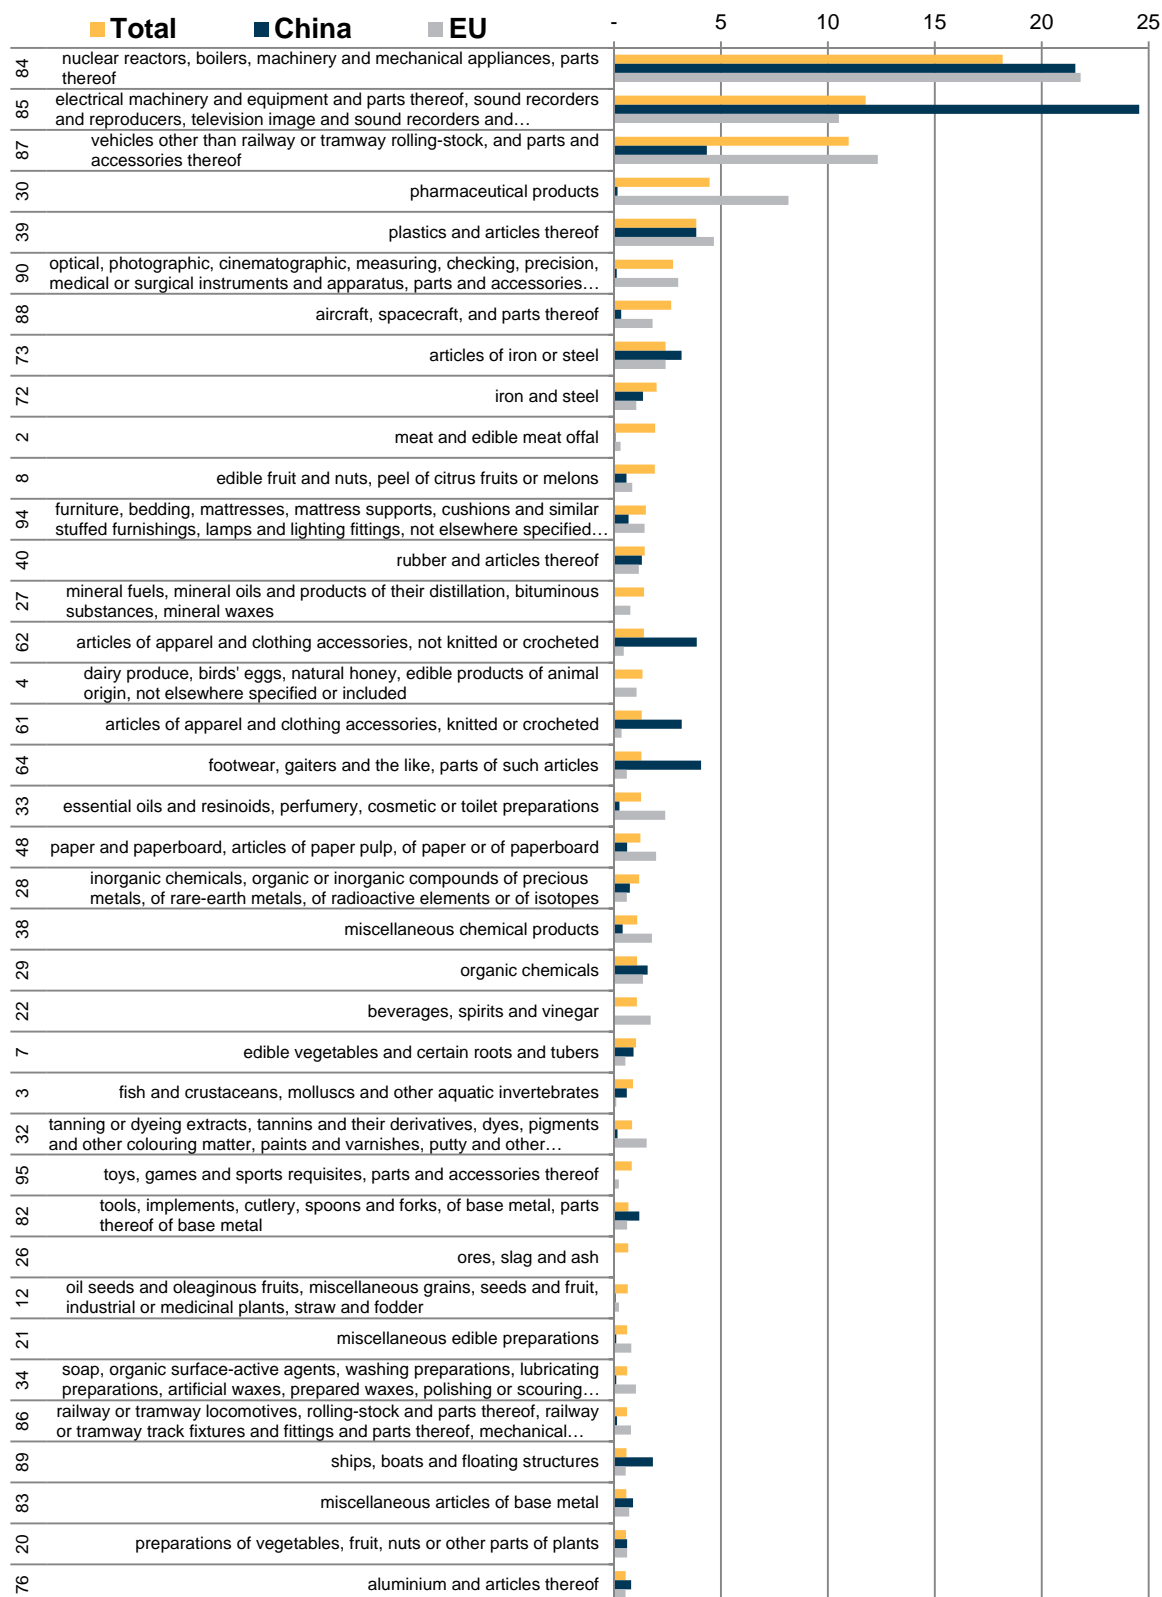 Total China EU
- 5 10 15 20 25
84 nuclear reactors, boilers, machinery and mechanical appliances, parts
thereof
85 electrical machinery and equipment and parts thereof, sound recorders
and reproducers, television image and sound recorders and…
87 vehicles other than railway or tramway rolling-stock, and parts and
accessories thereof
30 pharmaceutical products
39 plastics and articles thereof
90 optical, photographic, cinematographic, measuring, checking, precision,
medical or surgical instruments and apparatus, parts and accessories…
88 aircraft, spacecraft, and parts thereof
73 articles of iron or steel
72 iron and steel
2 meat and edible meat offal
8 edible fruit and nuts, peel of citrus fruits or melons
94 furniture, bedding, mattresses, mattress supports, cushions and similar
stuffed furnishings, lamps and lighting fittings, not elsewhere specified…
40 rubber and articles thereof
27 mineral fuels, mineral oils and products of their distillation, bituminous
substances, mineral waxes
62 articles of apparel and clothing accessories, not knitted or crocheted
4 dairy produce, birds' eggs, natural honey, edible products of animal
origin, not elsewhere specified or included
61 articles of apparel and clothing accessories, knitted or crocheted
64 footwear, gaiters and the like, parts of such articles
33 essential oils and resinoids, perfumery, cosmetic or toilet preparations
48 paper and paperboard, articles of paper pulp, of paper or of paperboard
28 inorganic chemicals, organic or inorganic compounds of precious
metals, of rare-earth metals, of radioactive elements or of isotopes
38 miscellaneous chemical products
29 organic chemicals
22 beverages, spirits and vinegar
7 edible vegetables and certain roots and tubers
3 fish and crustaceans, molluscs and other aquatic invertebrates
32 tanning or dyeing extracts, tannins and their derivatives, dyes, pigments
and other colouring matter, paints and varnishes, putty and other…
95 toys, games and sports requisites, parts and accessories thereof
82 tools, implements, cutlery, spoons and forks, of base metal, parts
thereof of base metal
26 ores, slag and ash
12 oil seeds and oleaginous fruits, miscellaneous grains, seeds and fruit,
industrial or medicinal plants, straw and fodder
21 miscellaneous edible preparations
34 soap, organic surface-active agents, washing preparations, lubricating
preparations, artificial waxes, prepared waxes, polishing or scouring…
86 railway or tramway locomotives, rolling-stock and parts thereof, railway
or tramway track fixtures and fittings and parts thereof, mechanical…
89 ships, boats and floating structures
83 miscellaneous articles of base metal
20 preparations of vegetables, fruit, nuts or other parts of plants
76 aluminium and articles thereof